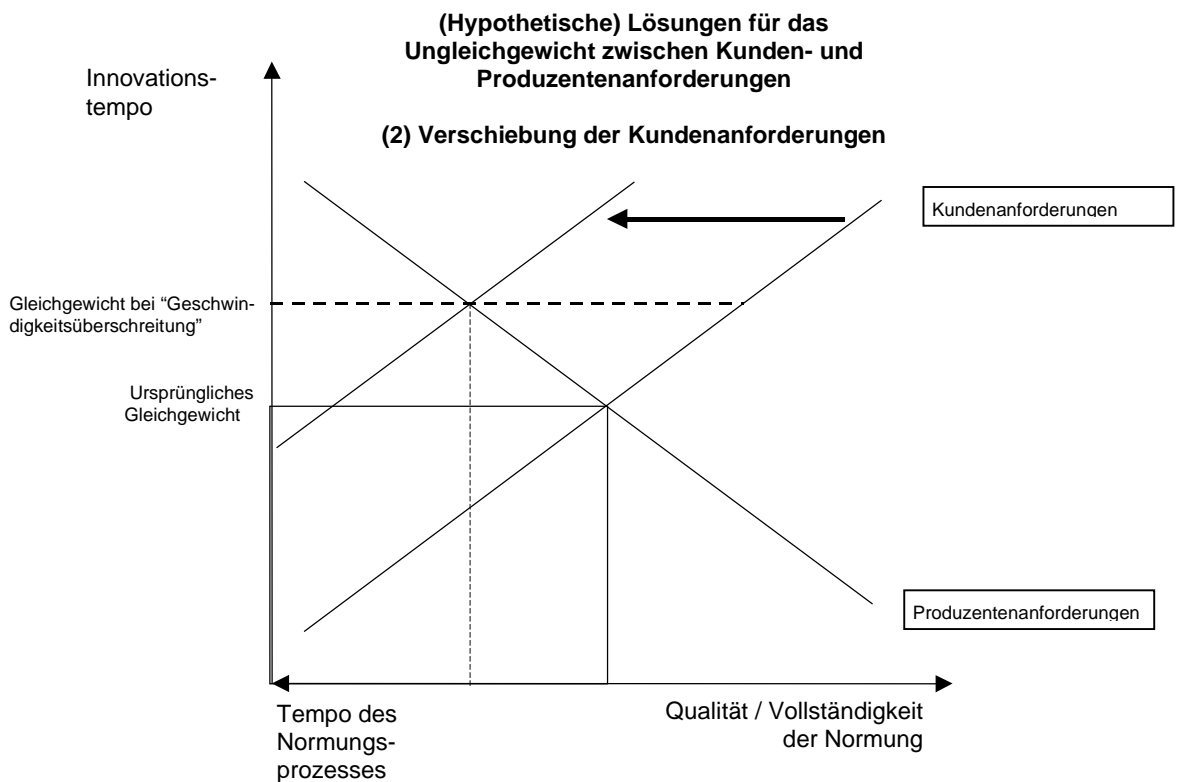 (Hypothetische) Lösungen für das
Ungleichgewicht zwischen Kunden- und
Produzentenanforderungen
(2) Verschiebung der Kundenanforderungen
Innovations-
tempo
Kundenanforderungen
Gleichgewicht bei “Geschwin-
digkeitsüberschreitung”
Ursprüngliches
Gleichgewicht
Produzentenanforderungen
Tempo des
Normungs-
prozesses
Qualität / Vollständigkeit
der Normung